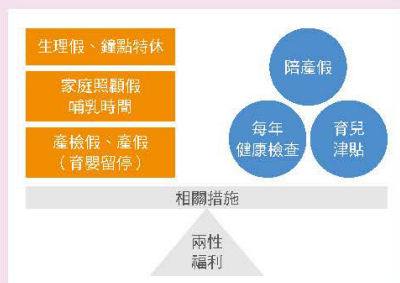 生理假、鐘點特休
家庭照顧假
哺乳時間
產檢假、產假
(育嬰留停)
陪產假
每年
健康檢查
育兒
津貼
相關措施
兩性
福利